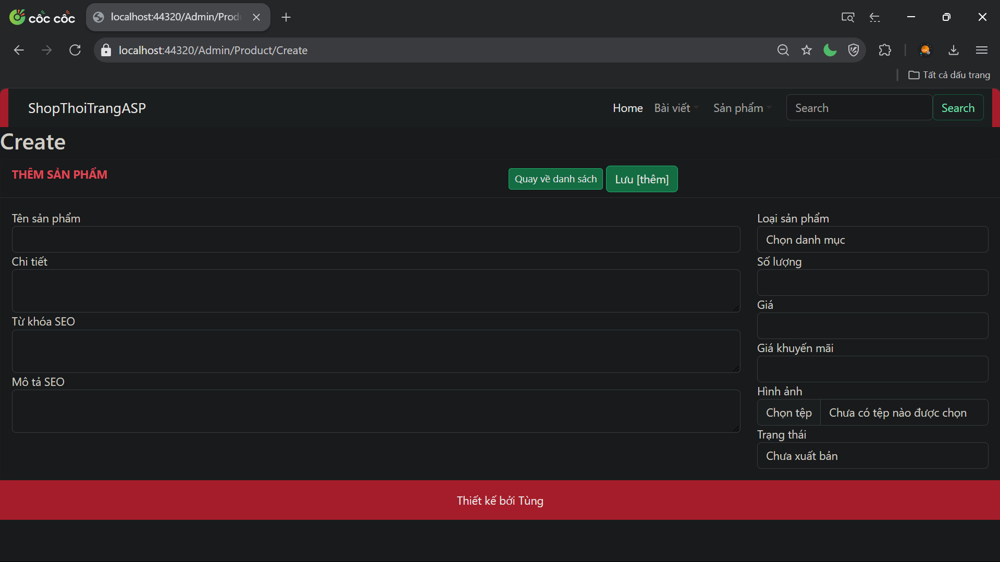 cốc cốc
localhost:44320/Admin/Prod
localhost:44320/Admin/Product/Create
Tất cả dấu trang
ShopThoiTrangASP
Home
Bài viết
Sản phẩm
Search
Search
Create
THÊM SẢN PHẨM
Quay về danh sách
Lưu [thêm]
Tên sản phẩm
Chi tiết
Từ khóa SEO
Mô tả SEO
Loại sản phẩm
Chọn danh mục
Số lượng
Giá
Giá khuyến mãi
Hình ảnh
Chọn tệp Chưa có tệp nào được chọn
Trạng thái
Chưa xuất bản
Thiết kế bởi Tùng